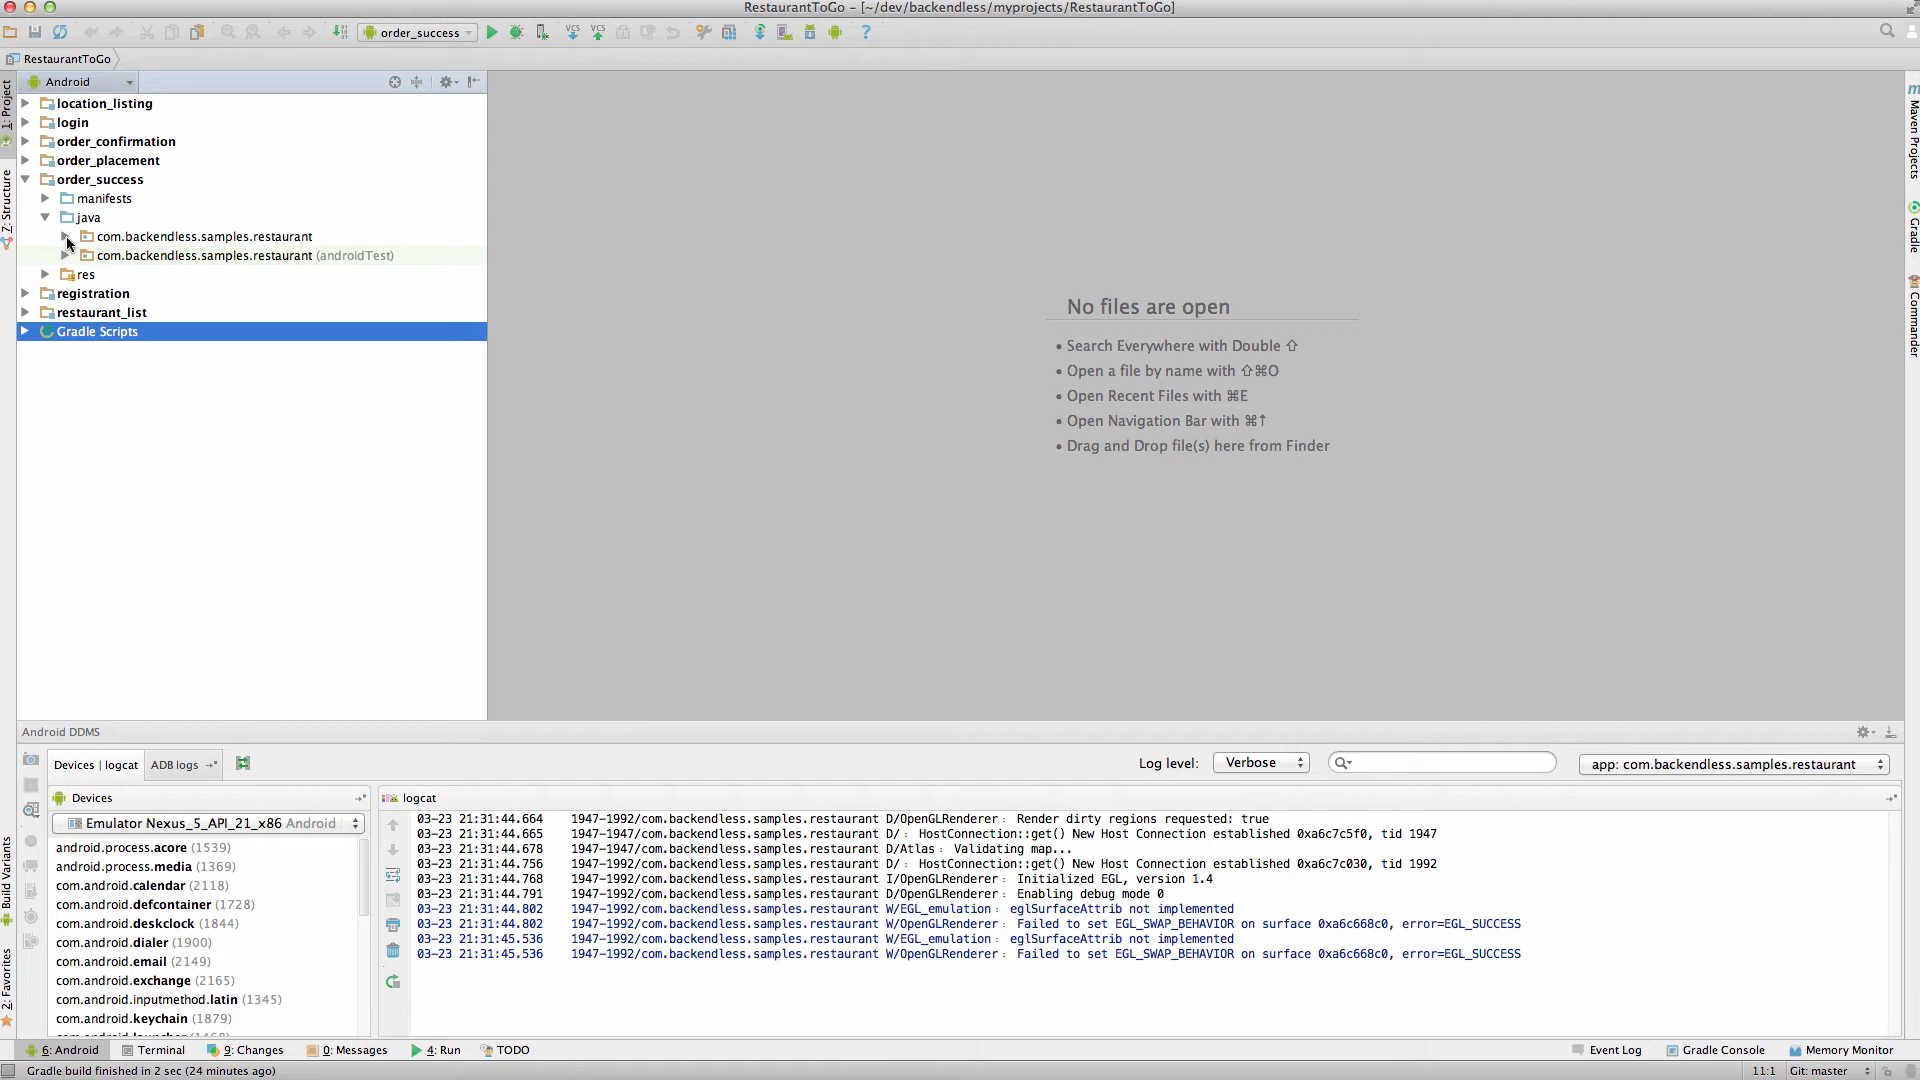 RestaurantToGo – [~/dev/backendless/myprojects/RestaurantToGo]
order_success
RestaurantToGo
Android
1: Project
Z: Structure
location_listing
login
order_confirmation
order_placement
order_success
manifests
java
com.backendless.samples.restaurant
com.backendless.samples.restaurant (androidTest)
res
registration
restaurant_list
Gradle Scripts
No files are open
• Search Everywhere with Double ⇧
• Open a file by name with ⇧⌘O
• Open Recent Files with ⌘E
• Open Navigation Bar with ⌘↑
• Drag and Drop file(s) here from Finder
Maven Projects
Gradle
Commander
Build Variants
2: Favorites
Android DDMS
Devices | logcat
ADB logs
Log level:
Verbose
app: com.backendless.samples.restaurant
Devices
Emulator Nexus_5_API_21_x86 Android
android.process.acore (1539)
android.process.media (1369)
com.android.calendar (2118)
com.android.defcontainer (1728)
com.android.deskclock (1844)
com.android.dialer (1900)
com.android.email (2149)
com.android.exchange (2165)
com.android.inputmethod.latin (1345)
com.android.keychain (1879)
logcat
03-23 21:31:44.664 1947-1992/com.backendless.samples.restaurant D/OpenGLRenderer﹕ Render dirty regions requested: true
03-23 21:31:44.665 1947-1947/com.backendless.samples.restaurant D/﹕ HostConnection::get() New Host Connection established 0xa6c7c5f0, tid 1947
03-23 21:31:44.678 1947-1947/com.backendless.samples.restaurant D/Atlas﹕ Validating map...
03-23 21:31:44.756 1947-1992/com.backendless.samples.restaurant D/﹕ HostConnection::get() New Host Connection established 0xa6c7c030, tid 1992
03-23 21:31:44.768 1947-1992/com.backendless.samples.restaurant I/OpenGLRenderer﹕ Initialized EGL, version 1.4
03-23 21:31:44.791 1947-1992/com.backendless.samples.restaurant D/OpenGLRenderer﹕ Enabling debug mode 0
03-23 21:31:44.802 1947-1992/com.backendless.samples.restaurant W/EGL_emulation﹕ eglSurfaceAttrib not implemented
03-23 21:31:44.802 1947-1992/com.backendless.samples.restaurant W/OpenGLRenderer﹕ Failed to set EGL_SWAP_BEHAVIOR on surface 0xa6c668c0, error=EGL_SUCCESS
03-23 21:31:45.536 1947-1992/com.backendless.samples.restaurant W/EGL_emulation﹕ eglSurfaceAttrib not implemented
03-23 21:31:45.536 1947-1992/com.backendless.samples.restaurant W/OpenGLRenderer﹕ Failed to set EGL_SWAP_BEHAVIOR on surface 0xa6c668c0, error=EGL_SUCCESS
6: Android
Terminal
9: Changes
0: Messages
4: Run
TODO
Event Log
Gradle Console
Memory Monitor
Gradle build finished in 2 sec (24 minutes ago)
11:1
Git: master